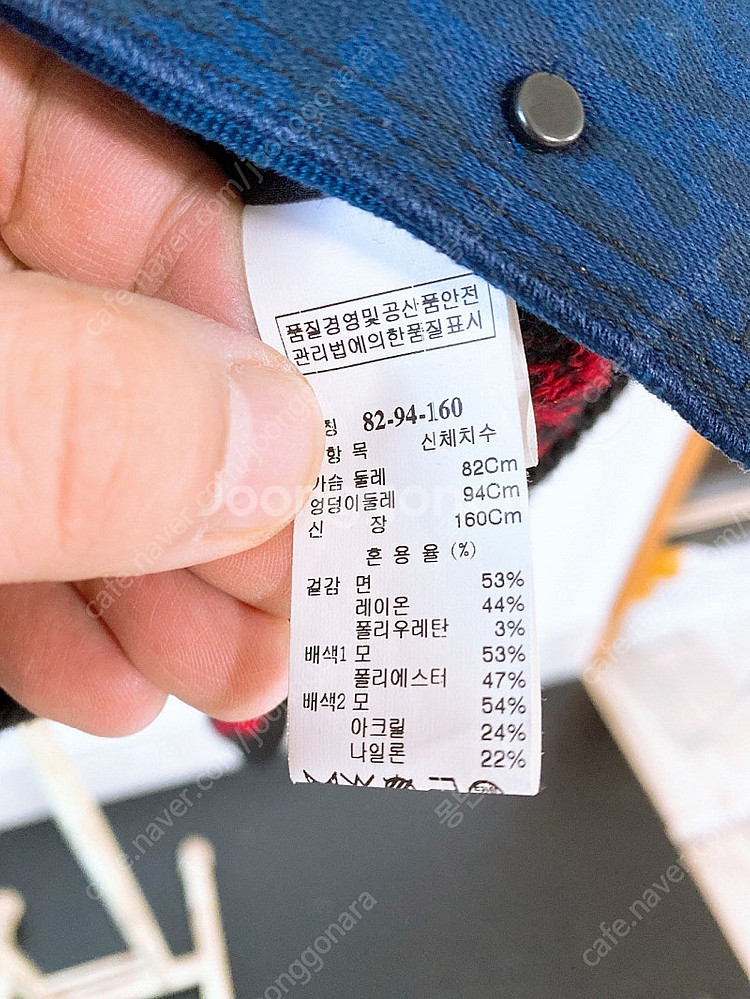 품질경영및공산품안전
관리법에의한품질표시
칭 82-94-160
항 목 신체치수
가슴 둘레 82Cm
엉덩이둘레 94Cm
신 장 160Cm
혼 용 율 (%)
겉감 면 53%
레이온 44%
폴리우레탄 3%
배색1 모 53%
폴리에스터 47%
배색2 모 54%
아크릴 24%
나일론 22%
Joonggonara
cafe.naver.com/joonggonara